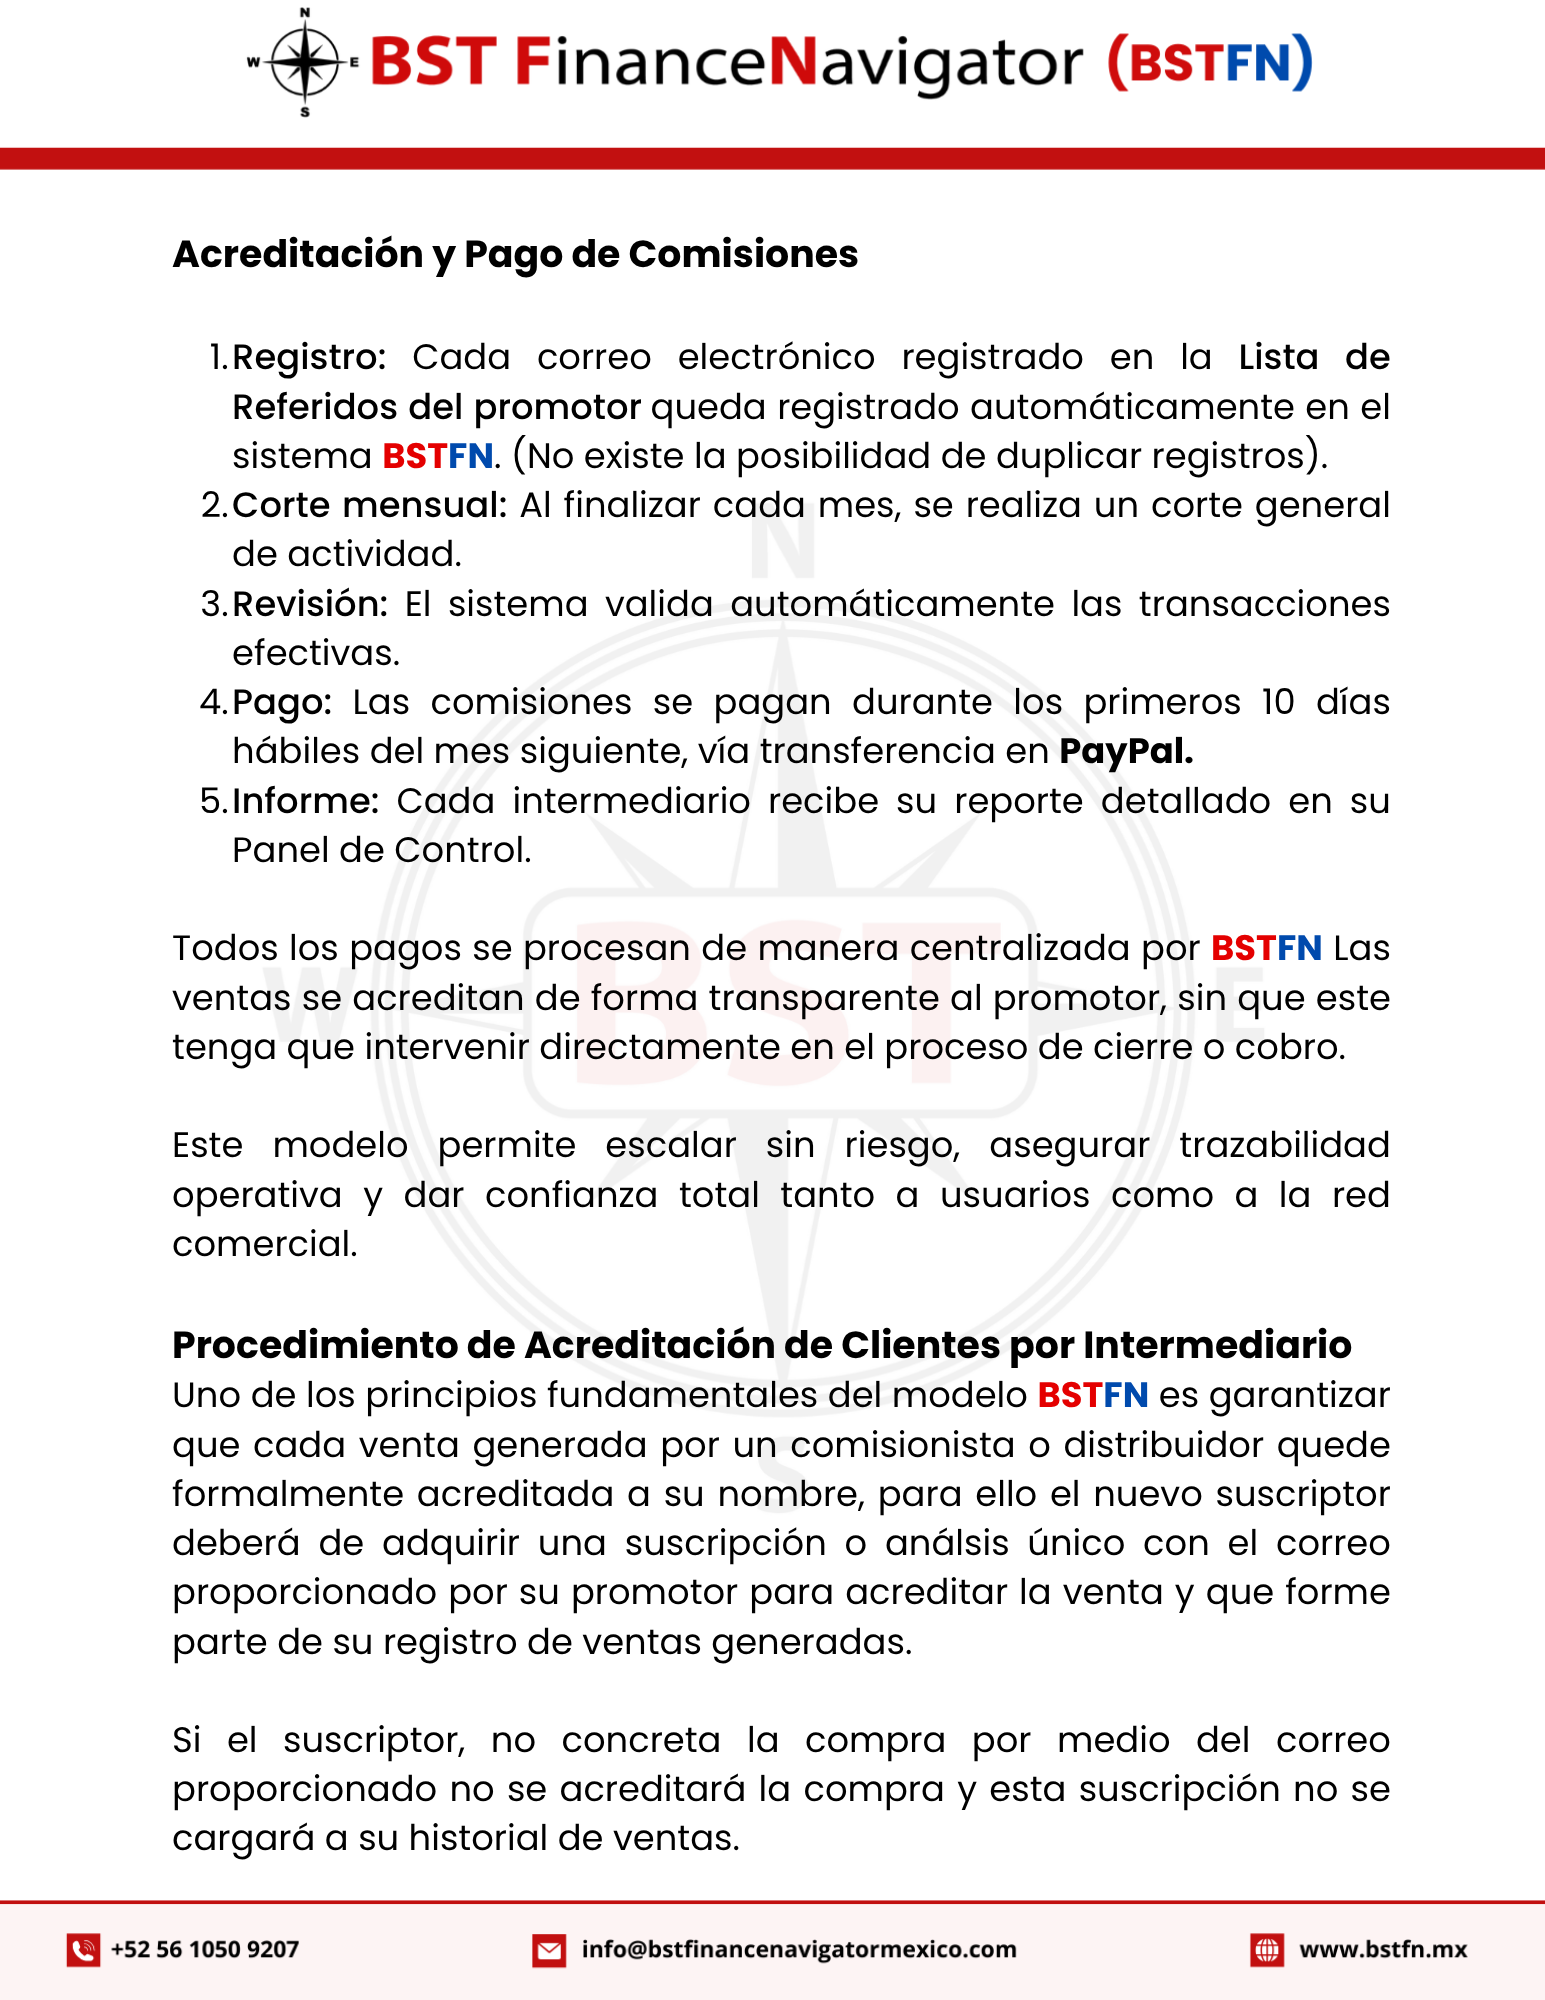 N
W E BST FinanceNavigator (BSTFN)
S
Acreditación y Pago de Comisiones
1. Registro: Cada correo electrónico registrado en la Lista de
Referidos del promotor queda registrado automáticamente en el
sistema BSTFN. (No existe la posibilidad de duplicar registros).
2. Corte mensual: Al finalizar cada mes, se realiza un corte general
de actividad.
3. Revisión: El sistema valida automáticamente las transacciones
efectivas.
4. Pago: Las comisiones se pagan durante los primeros 10 días
hábiles del mes siguiente, vía transferencia en PayPal.
5. Informe: Cada intermediario recibe su reporte detallado en su
Panel de Control.
Todos los pagos se procesan de manera centralizada por BSTFN Las
ventas se acreditan de forma transparente al promotor, sin que este
tenga que intervenir directamente en el proceso de cierre o cobro.
Este modelo permite escalar sin riesgo, asegurar trazabilidad
operativa y dar confianza total tanto a usuarios como a la red
comercial.
Procedimiento de Acreditación de Clientes por Intermediario
Uno de los principios fundamentales del modelo BSTFN es garantizar
que cada venta generada por un comisionista o distribuidor quede
formalmente acreditada a su nombre, para ello el nuevo suscriptor
deberá de adquirir una suscripción o análsis único con el correo
proporcionado por su promotor para acreditar la venta y que forme
parte de su registro de ventas generadas.
Si el suscriptor, no concreta la compra por medio del correo
proporcionado no se acreditará la compra y esta suscripción no se
cargará a su historial de ventas.
N
W BST E
S
+52 56 1050 9207 info@bstfinancenavigatormexico.com www.bstfn.mx